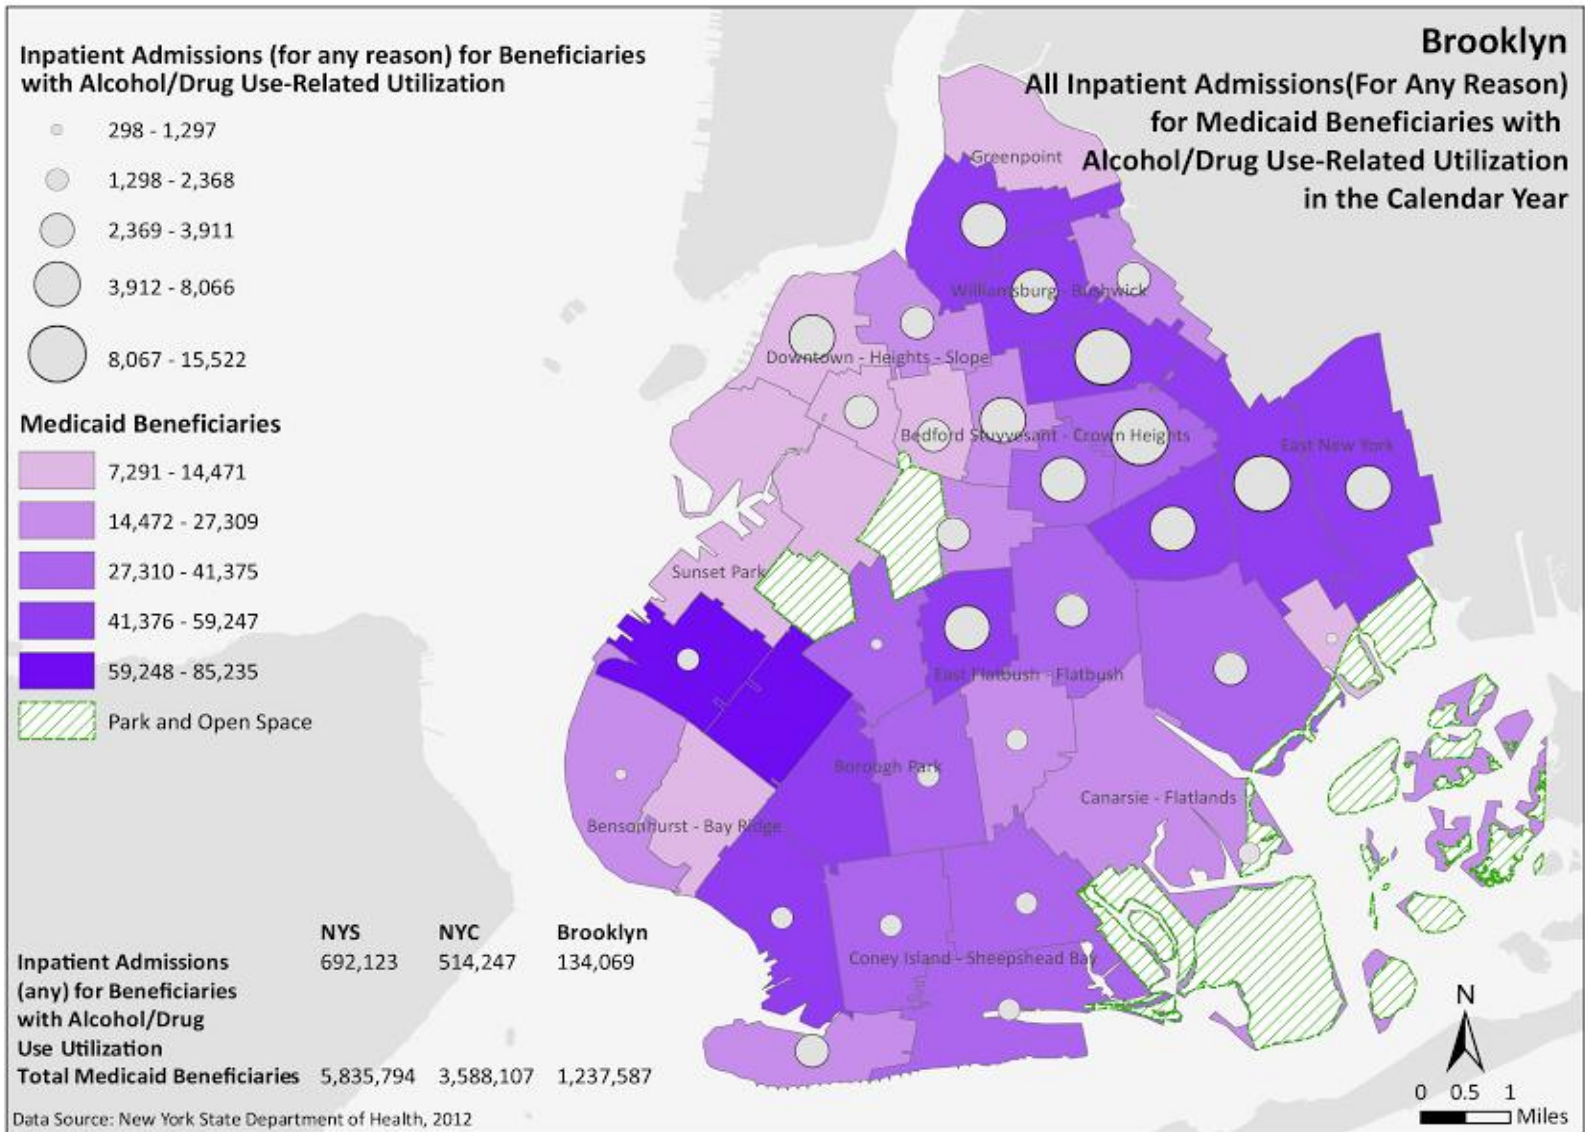 Brooklyn
All Inpatient Admissions(For Any Reason)
for Medicaid Beneficiaries with
Alcohol/Drug Use-Related Utilization
in the Calendar Year
Inpatient Admissions (for any reason) for Beneficiaries
with Alcohol/Drug Use-Related Utilization
298 - 1,297
1,298 - 2,368
2,369 - 3,911
3,912 - 8,066
8,067 - 15,522
Medicaid Beneficiaries
7,291 - 14,471
14,472 - 27,309
27,310 - 41,375
41,376 - 59,247
59,248 - 85,235
Park and Open Space
Greenpoint
Williamsburg - Bushwick
Downtown - Heights - Slope
Bedford Stuyvesant - Crown Heights
East New York
Sunset Park
East Flatbush - Flatbush
Borough Park
Canarsie - Flatlands
Bensonhurst - Bay Ridge
Coney Island - Sheepshead Bay
NYS NYC Brooklyn
Inpatient Admissions 692,123 514,247 134,069
(any) for Beneficiaries
with Alcohol/Drug
Use Utilization
Total Medicaid Beneficiaries 5,835,794 3,588,107 1,237,587
Data Source: New York State Department of Health, 2012
N
0 0.5 1
Miles